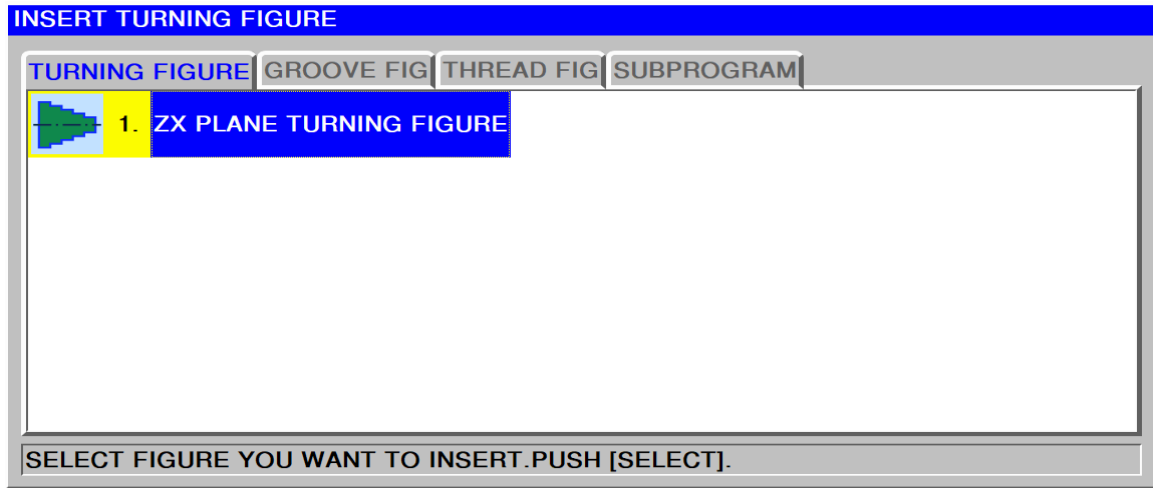 INSERT TURNING FIGURE
TURNING FIGURE GROOVE FIG THREAD FIG SUBPROGRAM
1. ZX PLANE TURNING FIGURE
SELECT FIGURE YOU WANT TO INSERT.PUSH [SELECT].